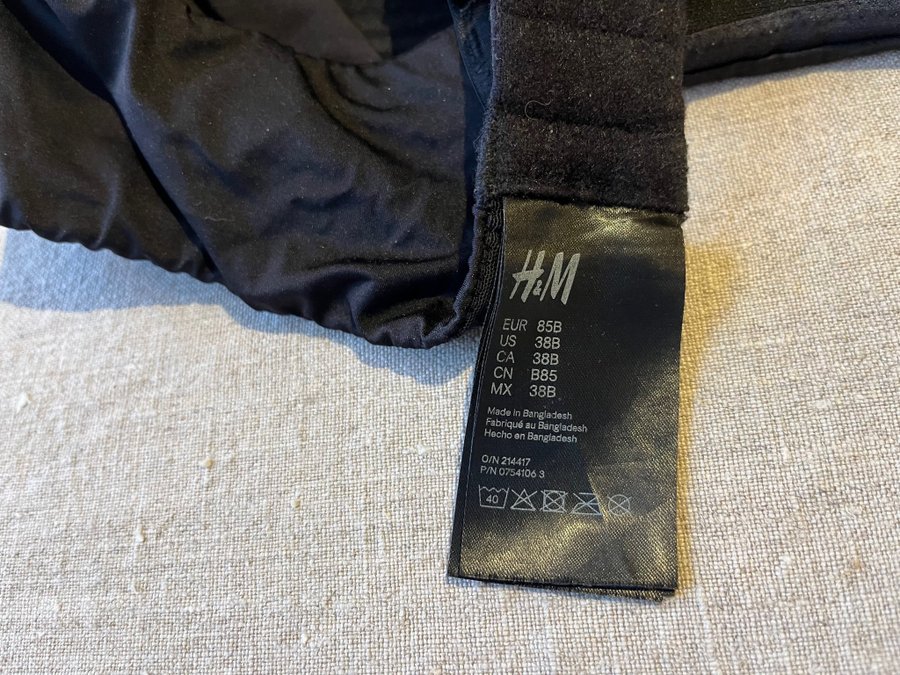 H&M
EUR 85B
US 38B
CA 38B
CN B85
MX 38B
Made in Bangladesh
Fabriqué au Bangladesh
Hecho en Bangladesh
O/N 214417
P/N 0754106 3
40